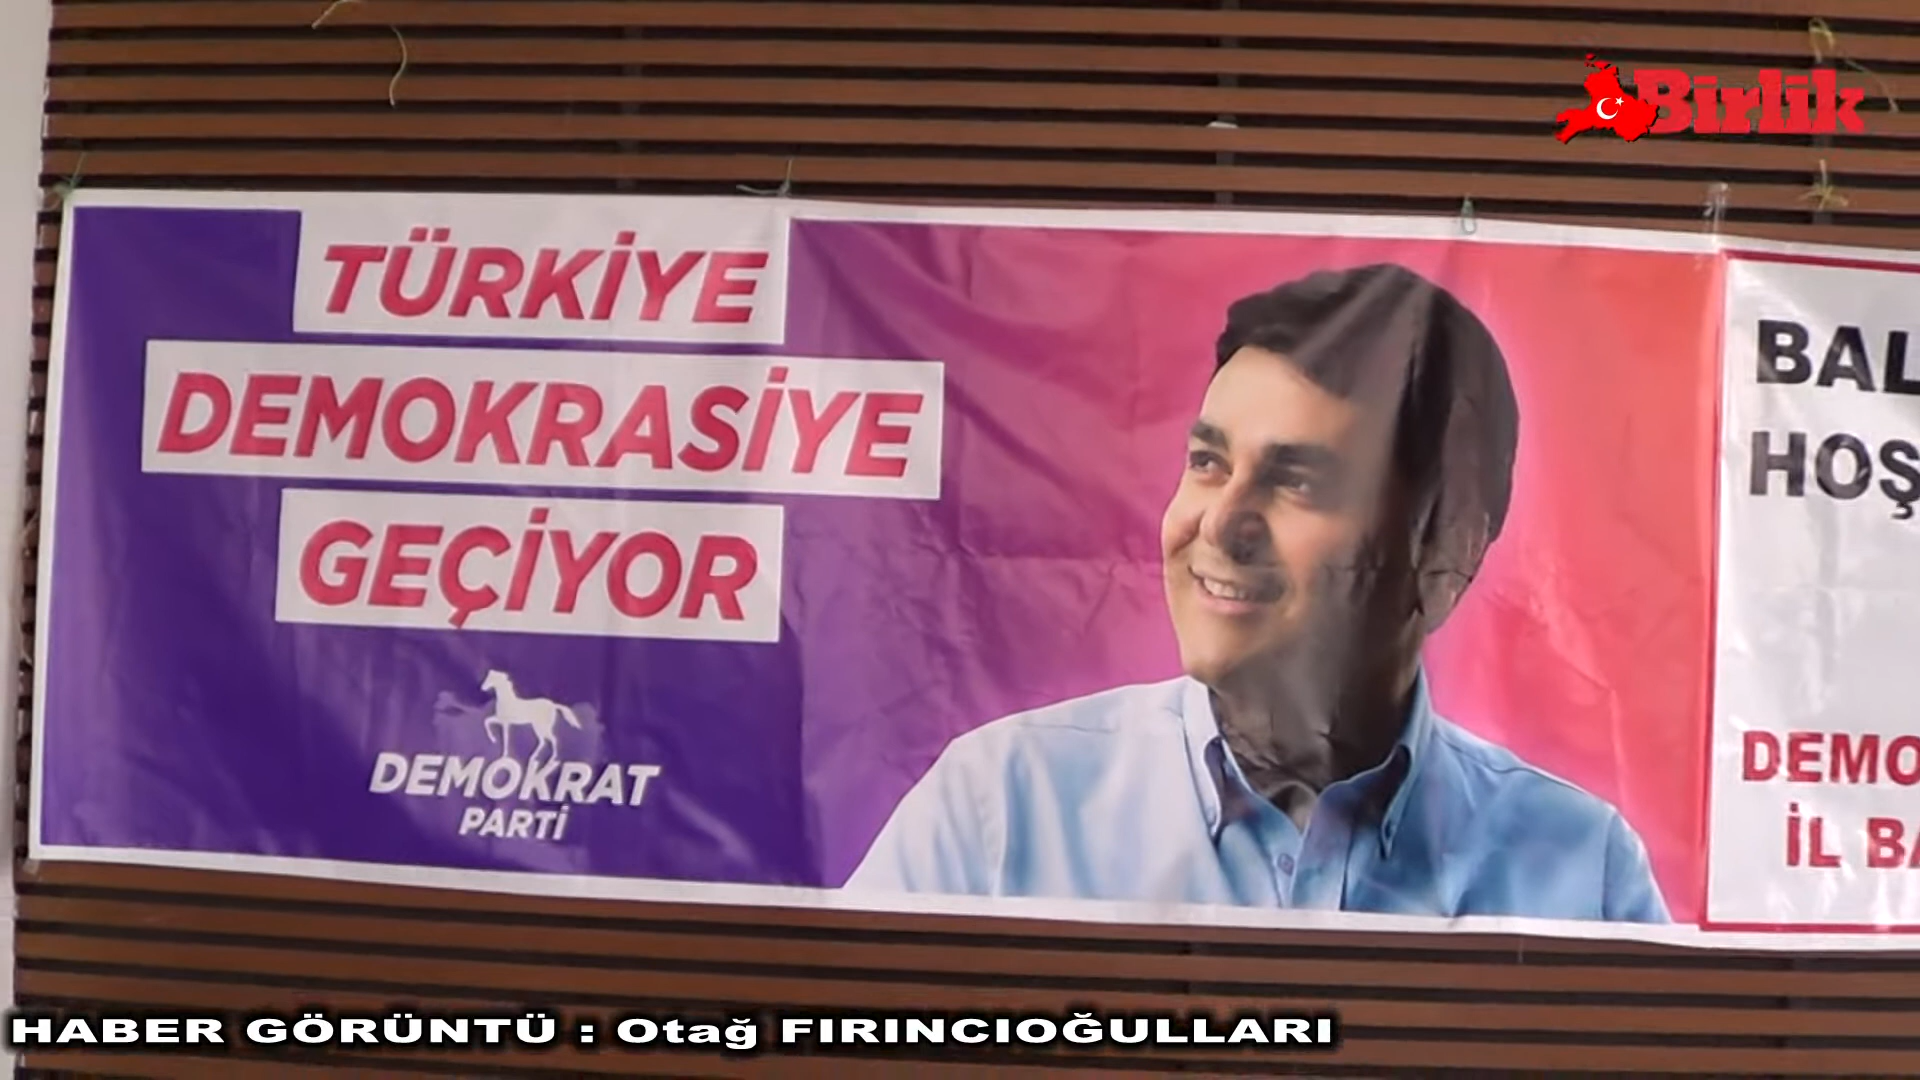 Birlik
TÜRKİYE
DEMOKRASİYE
GEÇİYOR
DEMOKRAT
PARTİ
BAL
HOŞ
DEMO
İL BA
HABER GÖRÜNTÜ : Otağ FIRINCIOĞULLARI